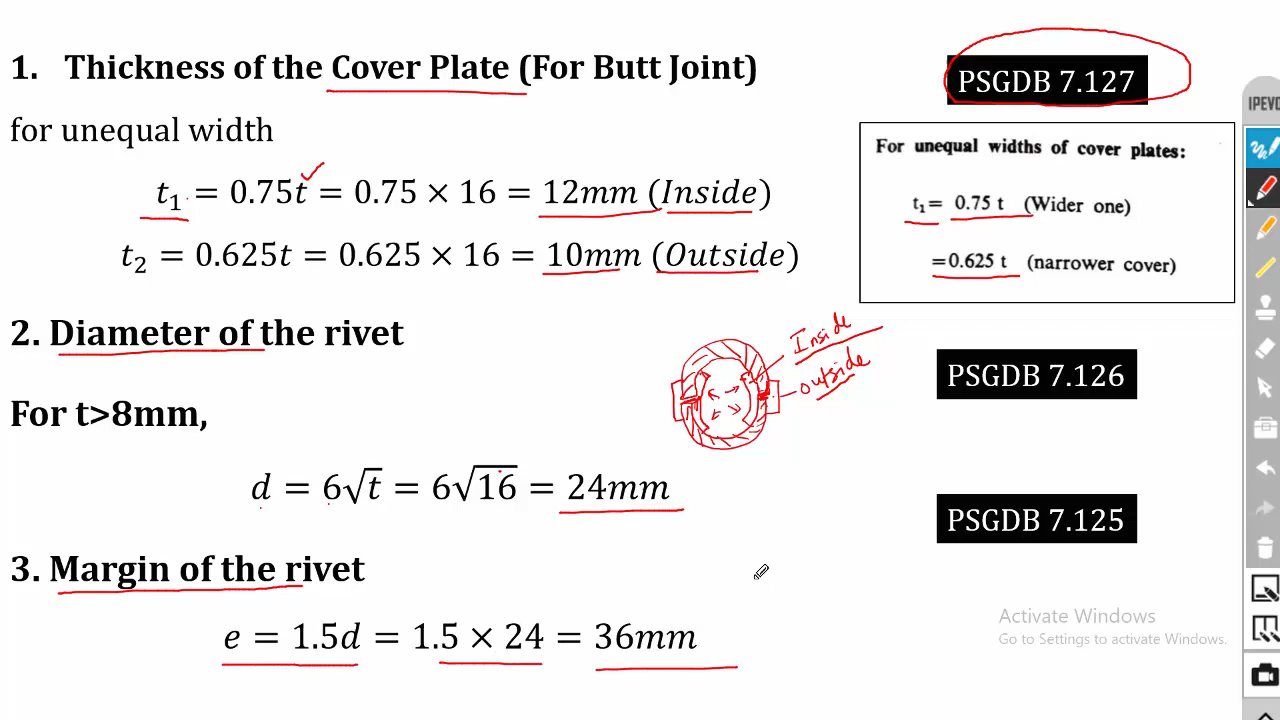 1. Thickness of the Cover Plate (For Butt Joint)
PSGDB 7.127
for unequal width
t₁ = 0.75t = 0.75 × 16 = 12mm (Inside)
t₂ = 0.625t = 0.625 × 16 = 10mm (Outside)
For unequal widths of cover plates:
t₁= 0.75 t (Wider one)
=0.625 t (narrower cover)
2. Diameter of the rivet
Inside
outside
PSGDB 7.126
For t>8mm,
d = 6√t = 6√16 = 24mm
PSGDB 7.125
3. Margin of the rivet
e = 1.5d = 1.5 × 24 = 36mm
Activate Windows
Go to Settings to activate Windows.
IPEVO